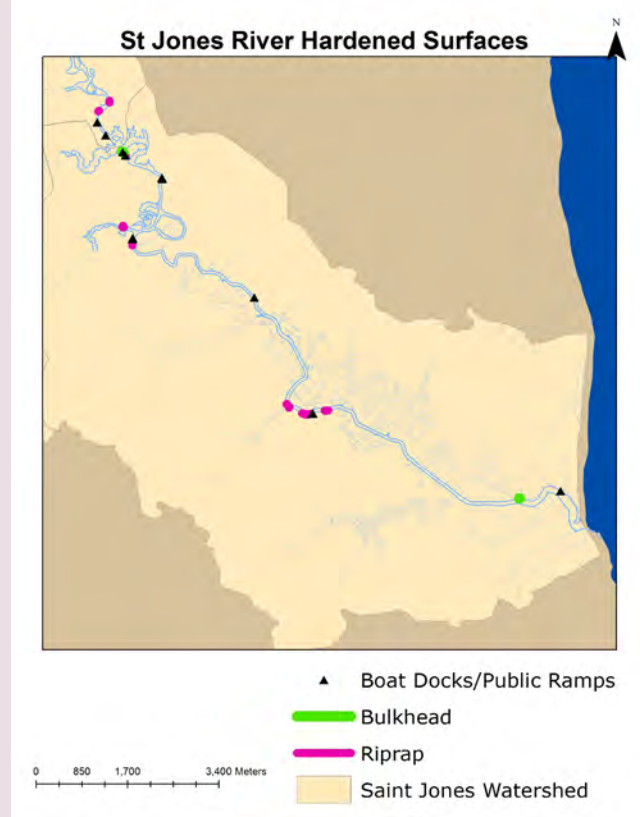 N
St Jones River Hardened Surfaces
Boat Docks/Public Ramps
Bulkhead
Riprap
Saint Jones Watershed
0 850 1,700 3,400 Meters